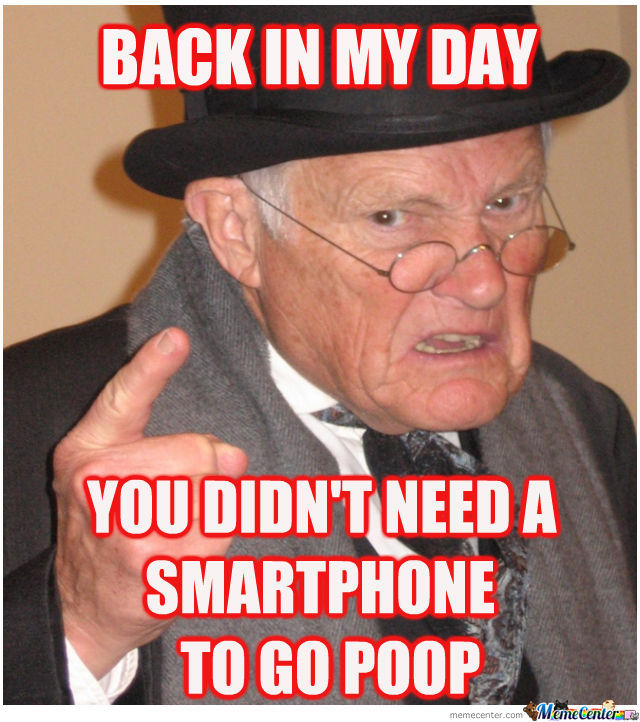 BACK IN MY DAY
YOU DIDN'T NEED A
SMARTPHONE
TO GO POOP
memecenter.com MemeCenter